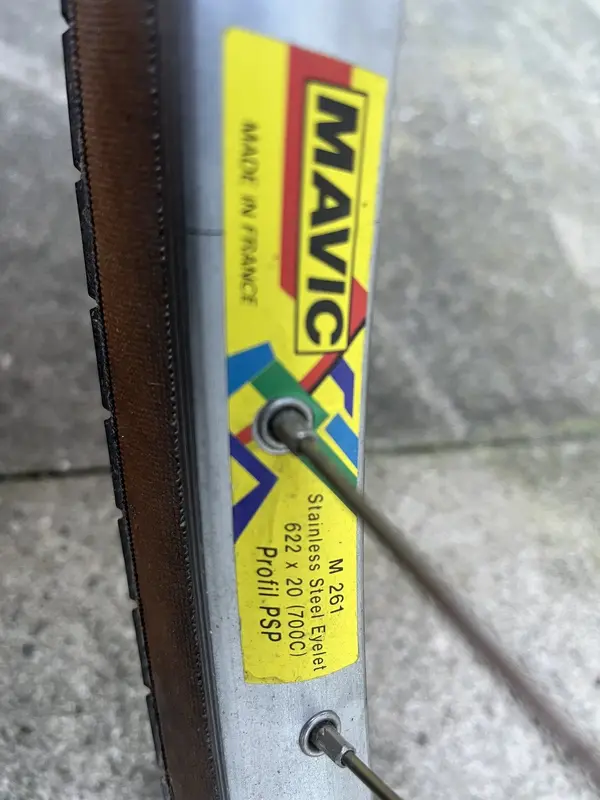 MAVIC
MADE IN FRANCE
M 261
Stainless Steel Eyelet
622 x 20 (700C)
Profil PSP